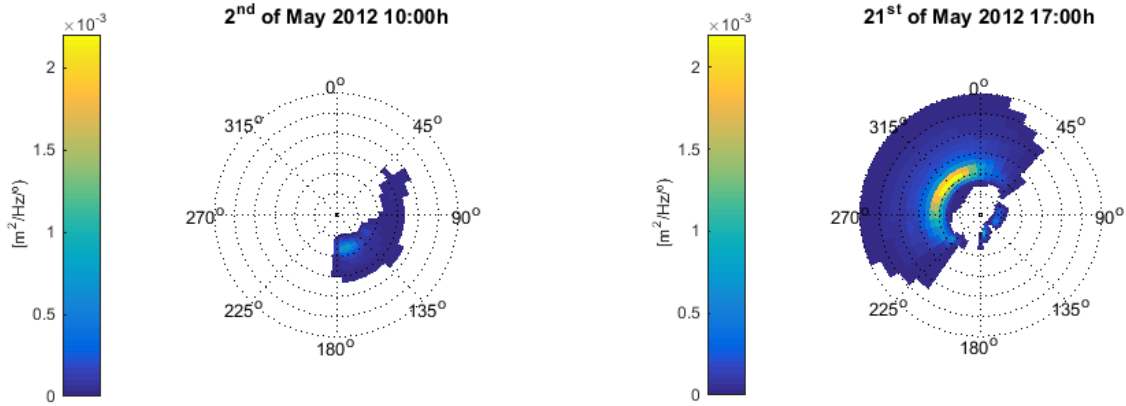 2nd of May 2012 10:00h
×10-3
2
1.5
1
0.5
0
[m2/Hz/º]
0o
45o
90o
135o
180o
225o
270o
315o
21st of May 2012 17:00h
×10-3
2
1.5
1
0.5
0
[m2/Hz/º]
0o
45o
90o
135o
180o
225o
270o
315o